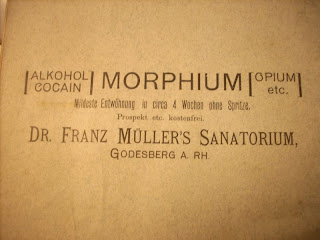 ALKOHOL COCAIN MORPHIUM OPIUM etc.
Mildeste Entwöhnung in circa 4 Wochen ohne Spritze.
Prospekt etc. kostenfrei.
DR. FRANZ MÜLLER'S SANATORIUM,
GODESBERG A. RH.